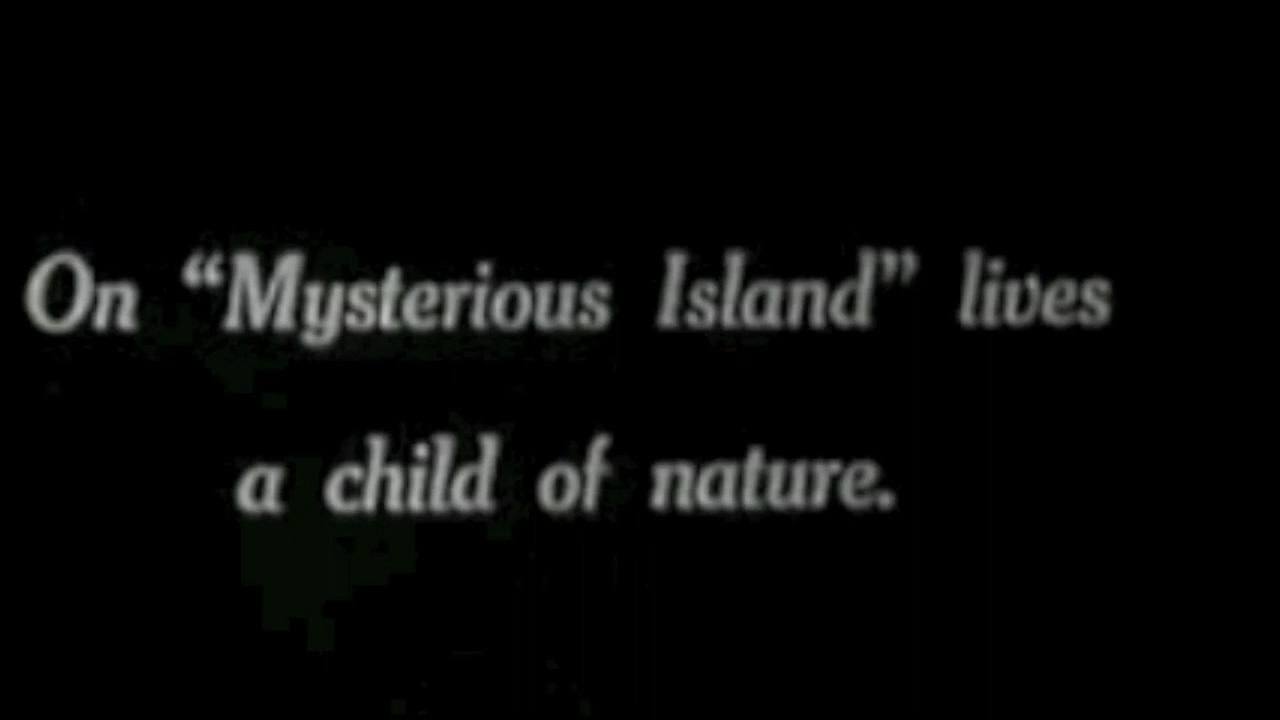 On “Mysterious Island” lives
a child of nature.